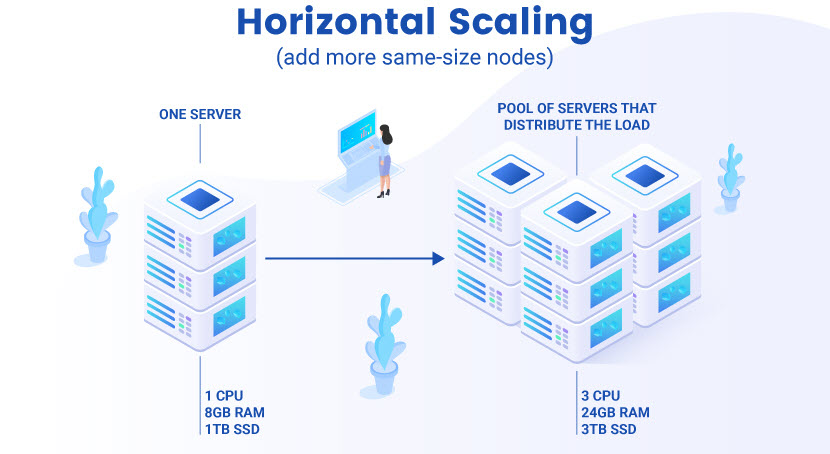 Horizontal Scaling
(add more same-size nodes)
ONE SERVER
POOL OF SERVERS THAT
DISTRIBUTE THE LOAD
1 CPU
8GB RAM
1TB SSD
3 CPU
24GB RAM
3TB SSD